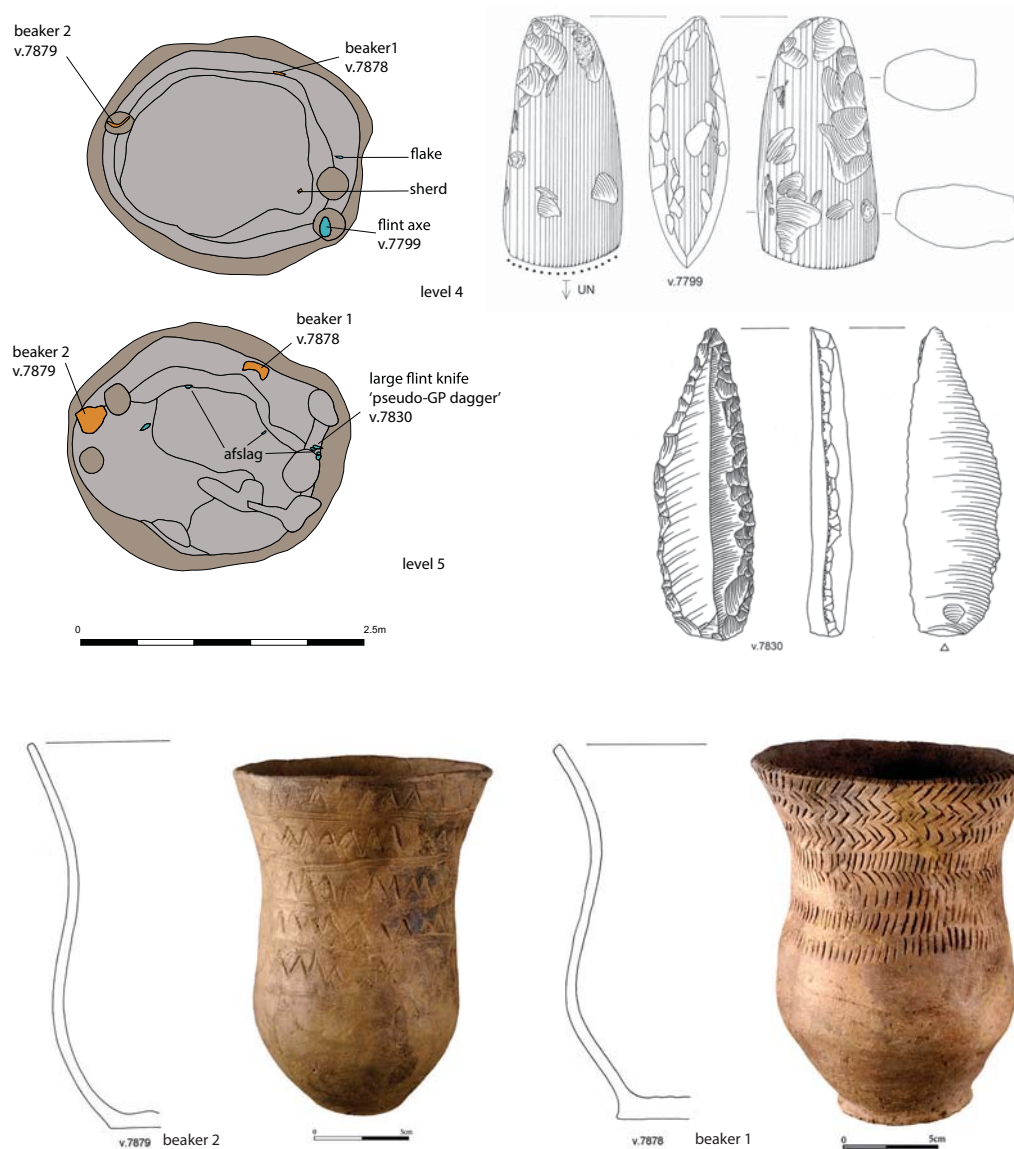 beaker 2
v.7879
beaker1
v.7878
flake
sherd
flint axe
v.7799
level 4
UN
v.7799
beaker 1
v.7878
beaker 2
v.7879
large flint knife
'pseudo-GP dagger'
v.7830
afslag
level 5
0
2.5m
v.7830
v.7879
beaker 2
0
5cm
v.7878
beaker 1
0
5cm